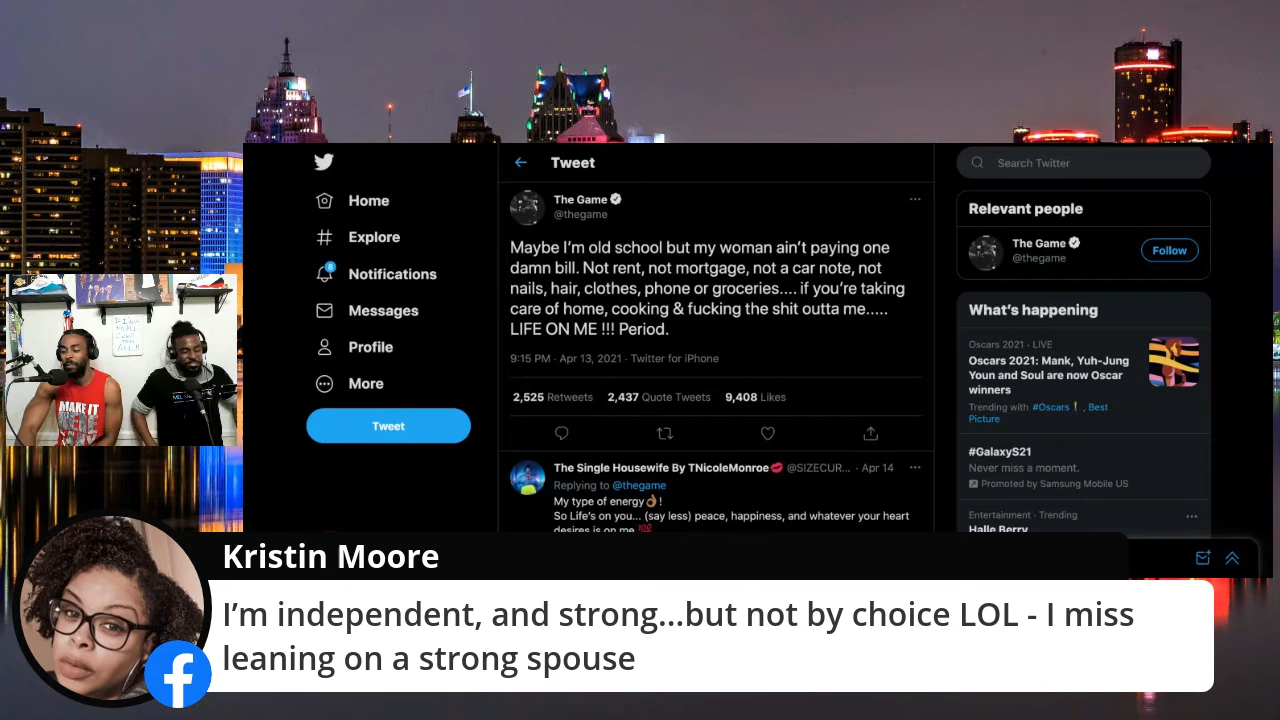 Home
Explore
6
Notifications
Messages
Profile
More
Tweet
Tweet
The Game
@thegame
Maybe I'm old school but my woman ain't paying one
damn bill. Not rent, not mortgage, not a car note, not
nails, hair, clothes, phone or groceries.... if you're taking
care of home, cooking & fucking the shit outta me.....
LIFE ON ME !!! Period.
9:15 PM · Apr 13, 2021 · Twitter for iPhone
2,525 Retweets 2,437 Quote Tweets 9,408 Likes
The Single Housewife By TNicoleMonroe💋 @SIZECUR... · Apr 14
Replying to @thegame
My type of energy👌🏾!
So Life's on you... (say less) peace, happiness, and whatever your heart
desires is on me 💯
Search Twitter
Relevant people
The Game
@thegame
Follow
What's happening
Oscars 2021 · LIVE
Oscars 2021: Mank, Yuh-Jung
Youn and Soul are now Oscar
winners
Trending with #Oscars , Best
Picture
#GalaxyS21
Never miss a moment.
Promoted by Samsung Mobile US
Entertainment · Trending
Halle Berry
MAKE IT
Kristin Moore
I'm independent, and strong...but not by choice LOL - I miss
leaning on a strong spouse